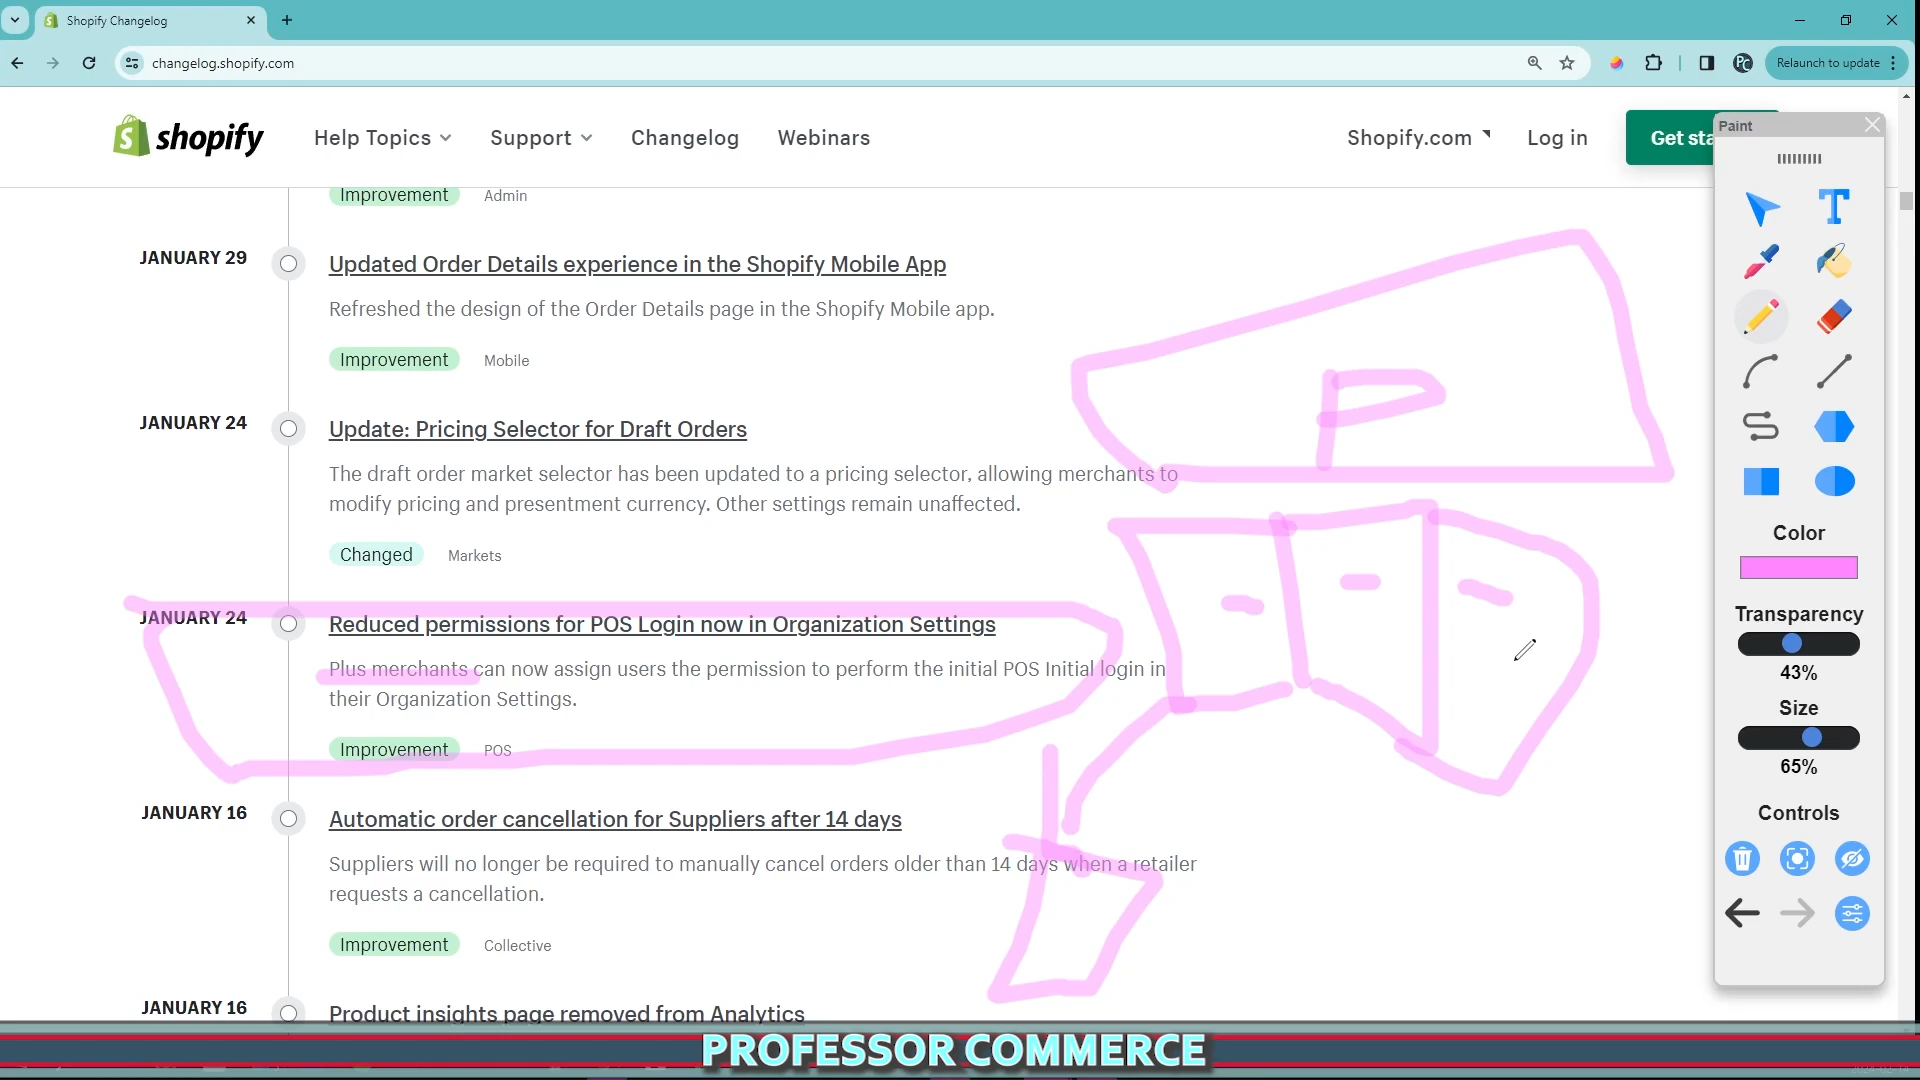 Shopify Changelog
changelog.shopify.com
PC
Relaunch to update
shopify
Help Topics
Support
Changelog
Webinars
Shopify.com
Log in
Get sta
Improvement
Admin
JANUARY 29
Updated Order Details experience in the Shopify Mobile App
Refreshed the design of the Order Details page in the Shopify Mobile app.
Improvement
Mobile
JANUARY 24
Update: Pricing Selector for Draft Orders
The draft order market selector has been updated to a pricing selector, allowing merchants to
modify pricing and presentment currency. Other settings remain unaffected.
Changed
Markets
JANUARY 24
Reduced permissions for POS Login now in Organization Settings
Plus merchants can now assign users the permission to perform the initial POS Initial login in
their Organization Settings.
Improvement
POS
JANUARY 16
Automatic order cancellation for Suppliers after 14 days
Suppliers will no longer be required to manually cancel orders older than 14 days when a retailer
requests a cancellation.
Improvement
Collective
JANUARY 16
Product insights page removed from Analytics
Paint
T
Color
Transparency
43%
Size
65%
Controls
P
PROFESSOR COMMERCE